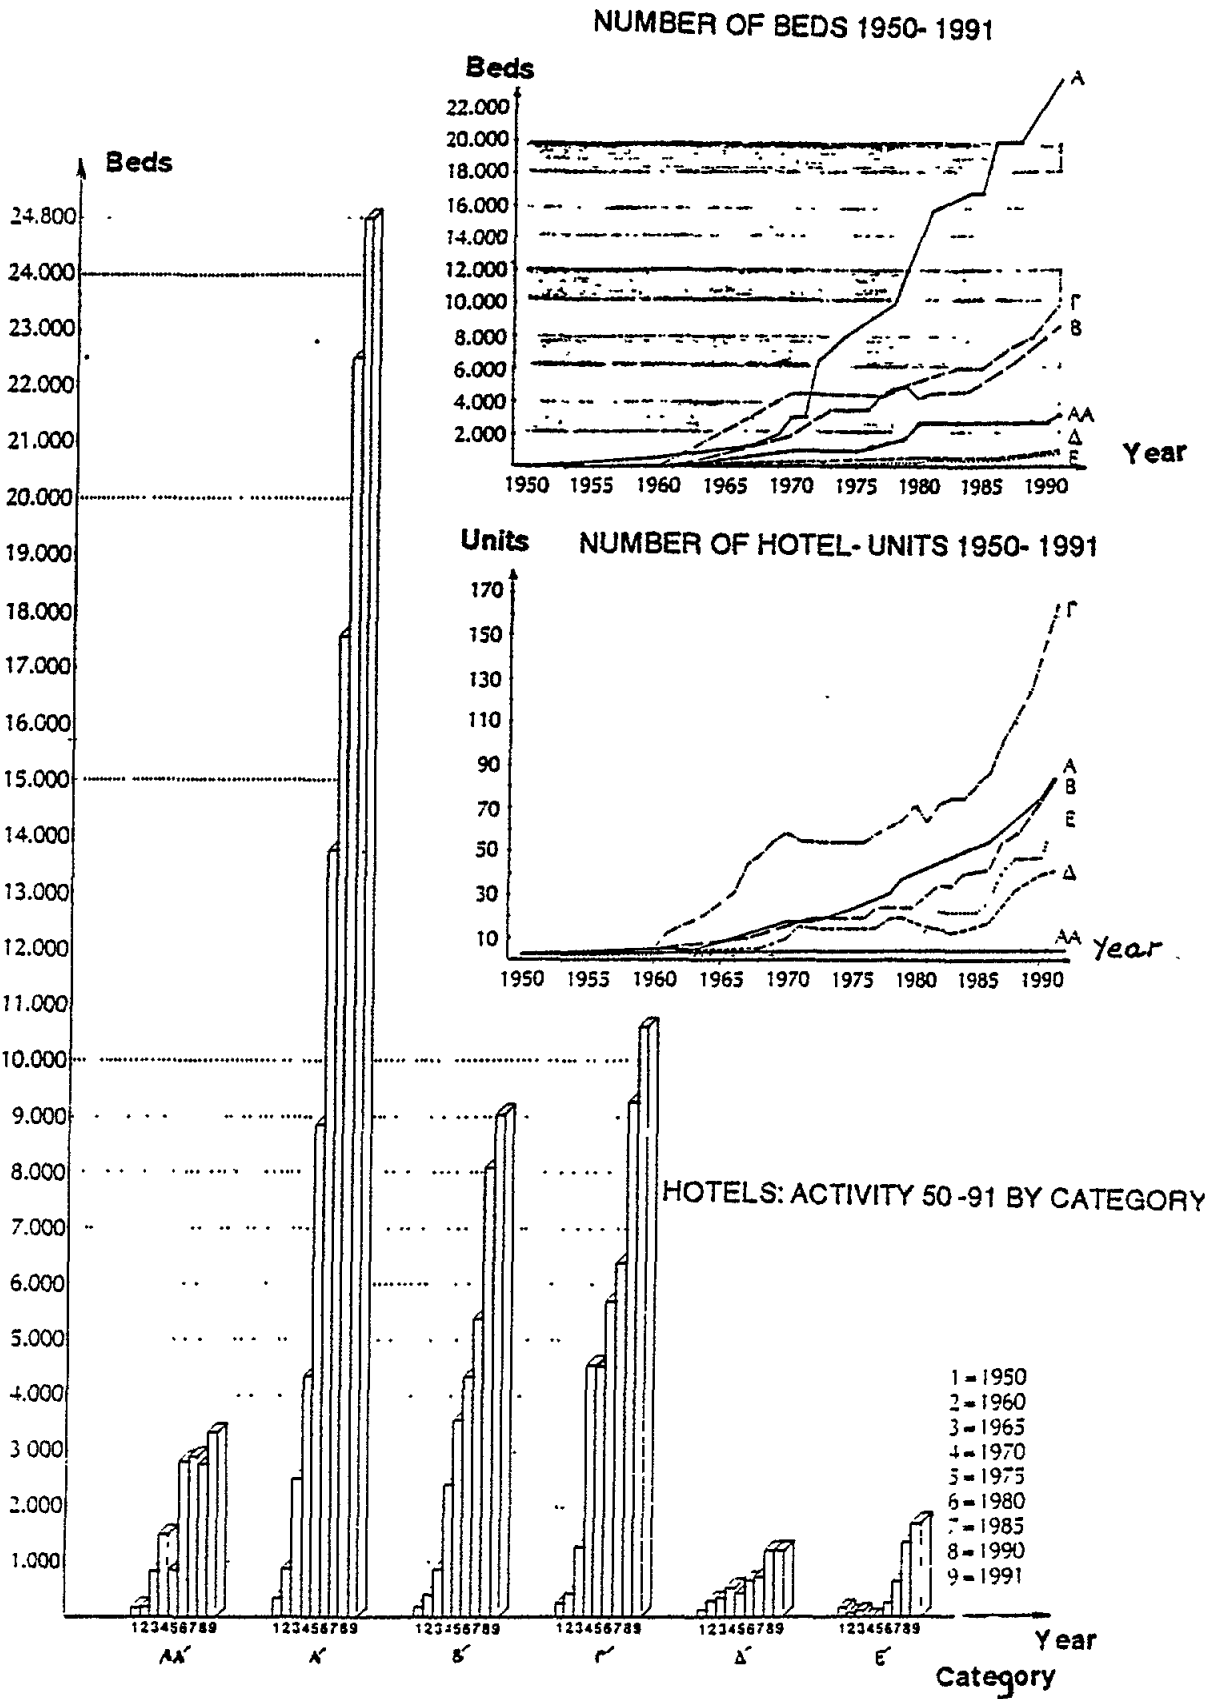 NUMBER OF BEDS 1950- 1991
Beds
22.000
20.000
18.000
16.000
14.000
12.000
10.000
8.000
6.000
4.000
2.000
A
Γ
B
AA
Δ
E
Year
1950 1955 1960 1965 1970 1975 1980 1985 1990
Units NUMBER OF HOTEL- UNITS 1950- 1991
170
150
130
110
90
70
50
30
10
Γ
A
B
E
Δ
AA
Year
1950 1955 1960 1965 1970 1975 1980 1985 1990
Beds
24.800
24.000
23.000
22.000
21.000
20.000
19.000
18.000
17.000
16.000
15.000
14.000
13.000
12.000
11.000
10.000
9.000
8.000
7.000
6.000
5.000
4.000
3 000
2.000
1.000
HOTELS: ACTIVITY 50 -91 BY CATEGORY
1 = 1950
2 = 1960
3 = 1965
4 = 1970
5 = 1975
6 = 1980
7 = 1985
8 = 1990
9 = 1991
123456789 123456789 123456789 123456789 123456789 123456789
AA´ A´ B´ Γ´ Δ´ E´
Year
Category